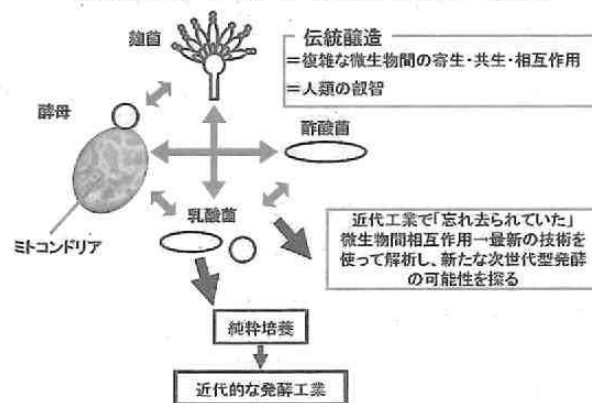 麹菌
伝統醸造
＝複雑な微生物間の寄生・共生・相互作用
＝人類の叡智
酵母
酢酸菌
乳酸菌
ミトコンドリア
近代工業で「忘れ去られていた」
微生物間相互作用→最新の技術を
使って解析し、新たな次世代型発酵
の可能性を探る
純粋培養
近代的な発酵工業